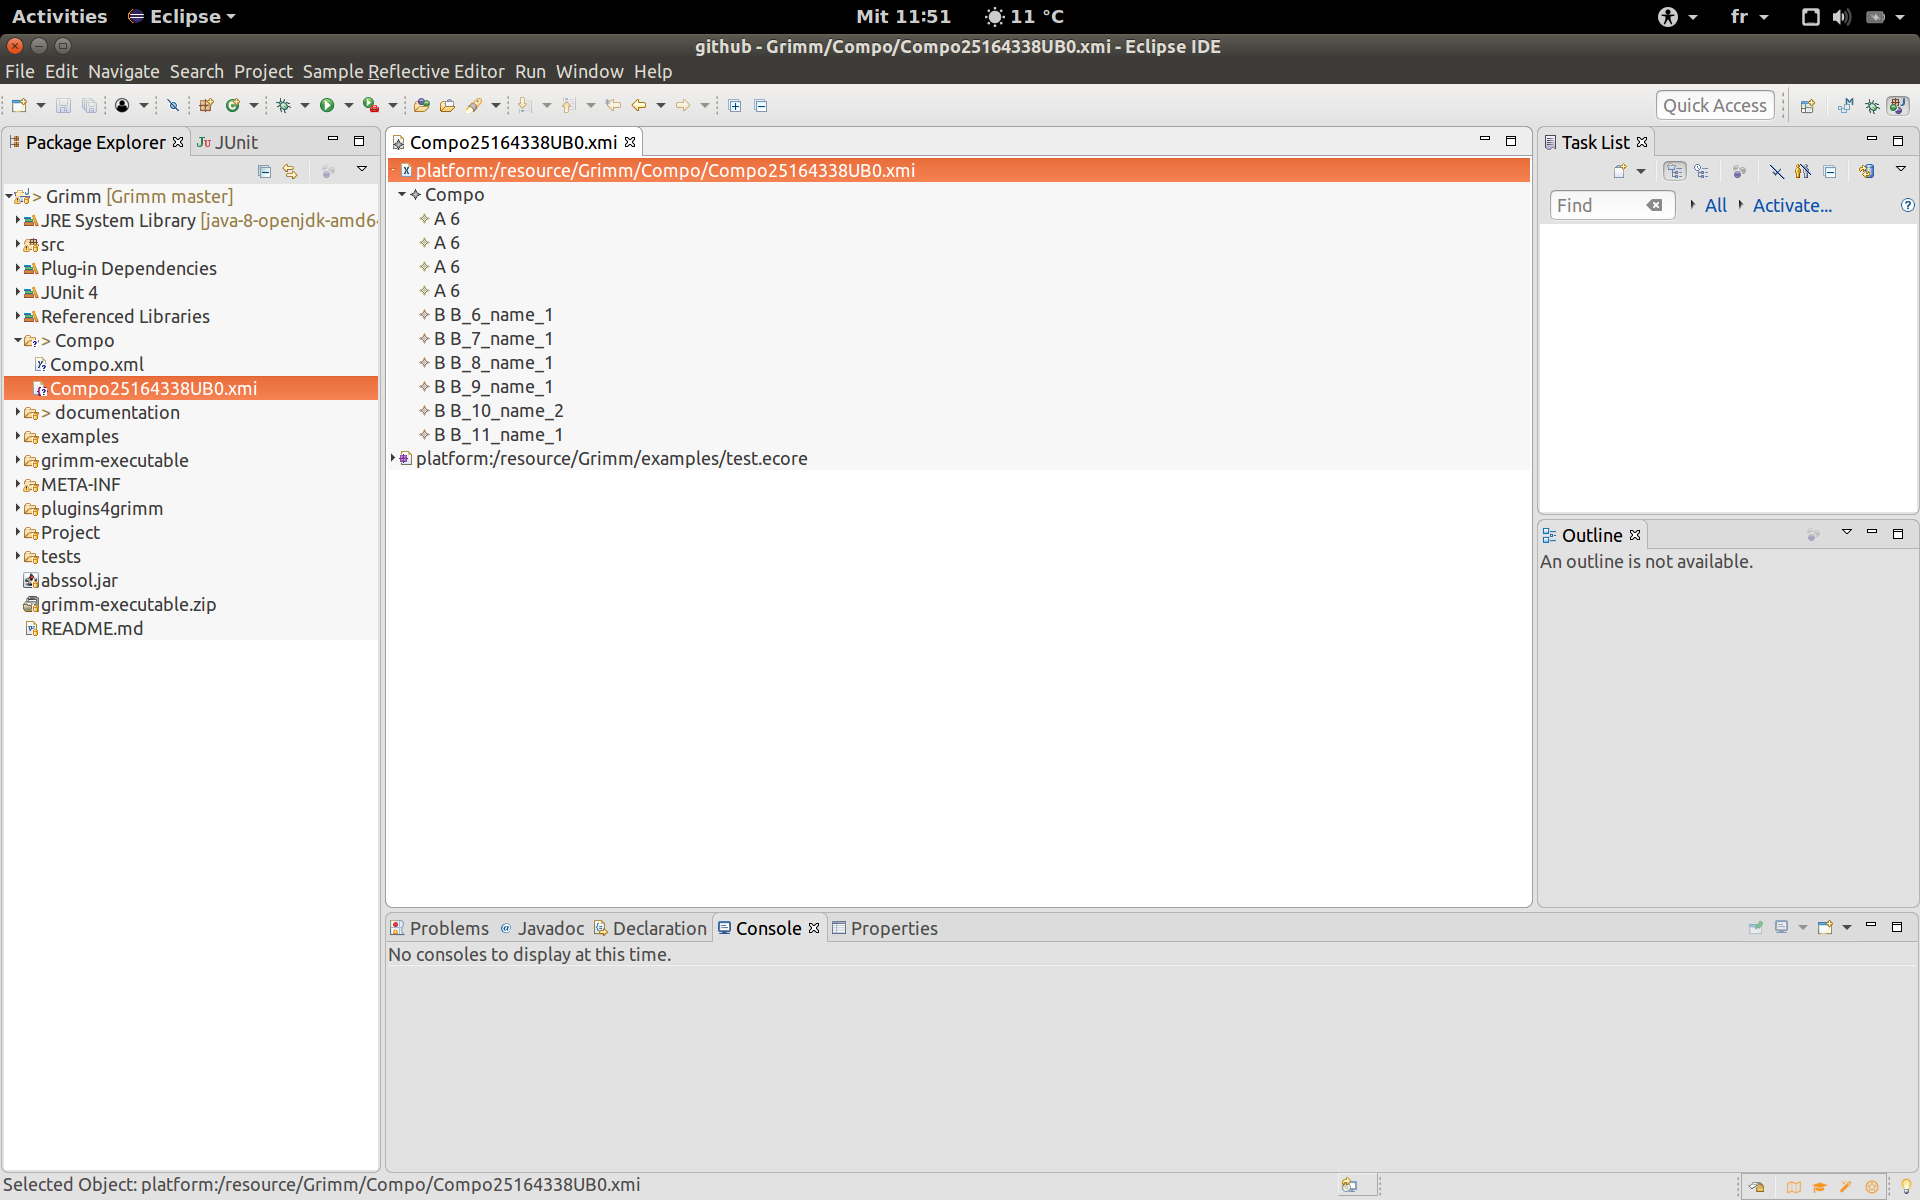 Activities Eclipse Mit 11:51 11 °C fr
github - Grimm/Compo/Compo25164338UB0.xmi - Eclipse IDE
File Edit Navigate Search Project Sample Reflective Editor Run Window Help
Quick Access
Package Explorer JUnit
> Grimm [Grimm master]
JRE System Library [java-8-openjdk-amd6
src
Plug-in Dependencies
JUnit 4
Referenced Libraries
> Compo
Compo.xml
Compo25164338UB0.xmi
> documentation
examples
grimm-executable
META-INF
plugins4grimm
Project
tests
abssol.jar
grimm-executable.zip
README.md
Compo25164338UB0.xmi
platform:/resource/Grimm/Compo/Compo25164338UB0.xmi
Compo
A 6
A 6
A 6
A 6
B B_6_name_1
B B_7_name_1
B B_8_name_1
B B_9_name_1
B B_10_name_2
B B_11_name_1
platform:/resource/Grimm/examples/test.ecore
Task List
Find All Activate...
Outline
An outline is not available.
Problems Javadoc Declaration Console Properties
No consoles to display at this time.
Selected Object: platform:/resource/Grimm/Compo/Compo25164338UB0.xmi